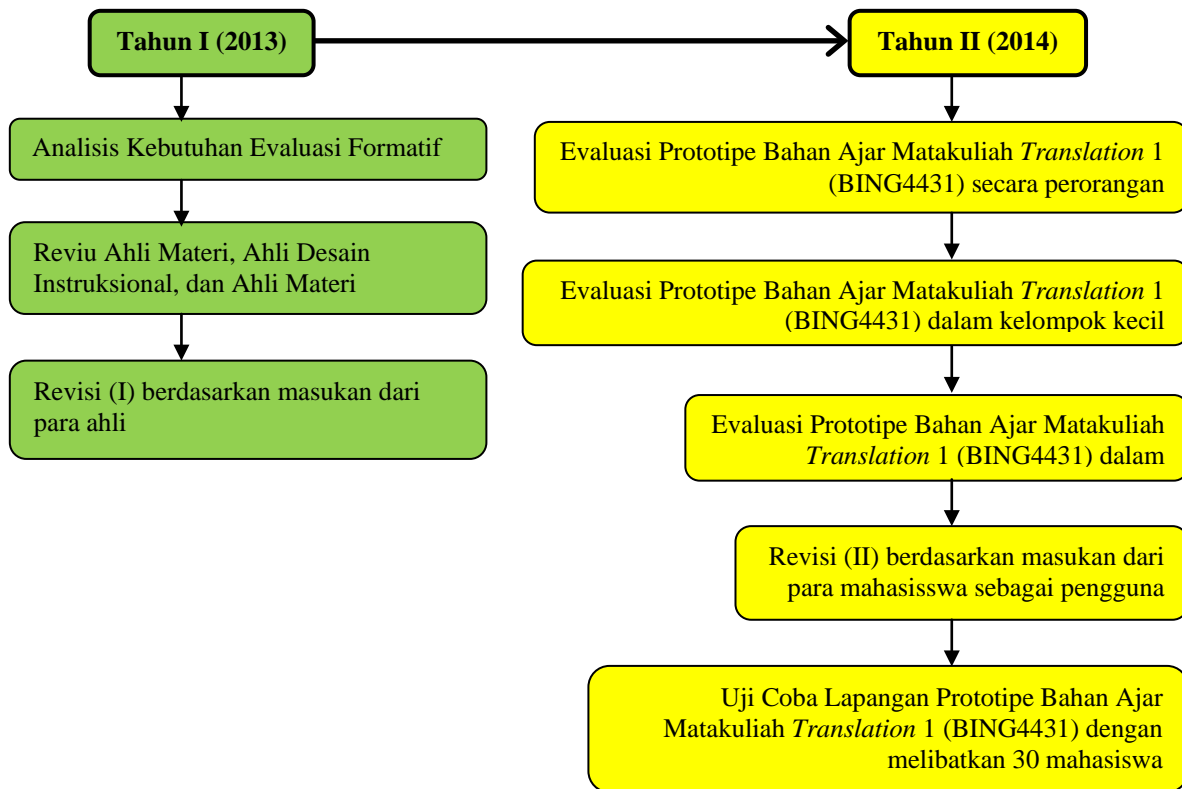 Tahun I (2013)
Tahun II (2014)
Analisis Kebutuhan Evaluasi Formatif
Reviu Ahli Materi, Ahli Desain
Instruksional, dan Ahli Materi
Revisi (I) berdasarkan masukan dari
para ahli
Evaluasi Prototipe Bahan Ajar Matakuliah Translation 1
(BING4431) secara perorangan
Evaluasi Prototipe Bahan Ajar Matakuliah Translation 1
(BING4431) dalam kelompok kecil
Evaluasi Prototipe Bahan Ajar Matakuliah
Translation 1 (BING4431) dalam
Revisi (II) berdasarkan masukan dari
para mahasisswa sebagai pengguna
Uji Coba Lapangan Prototipe Bahan Ajar
Matakuliah Translation 1 (BING4431) dengan
melibatkan 30 mahasiswa